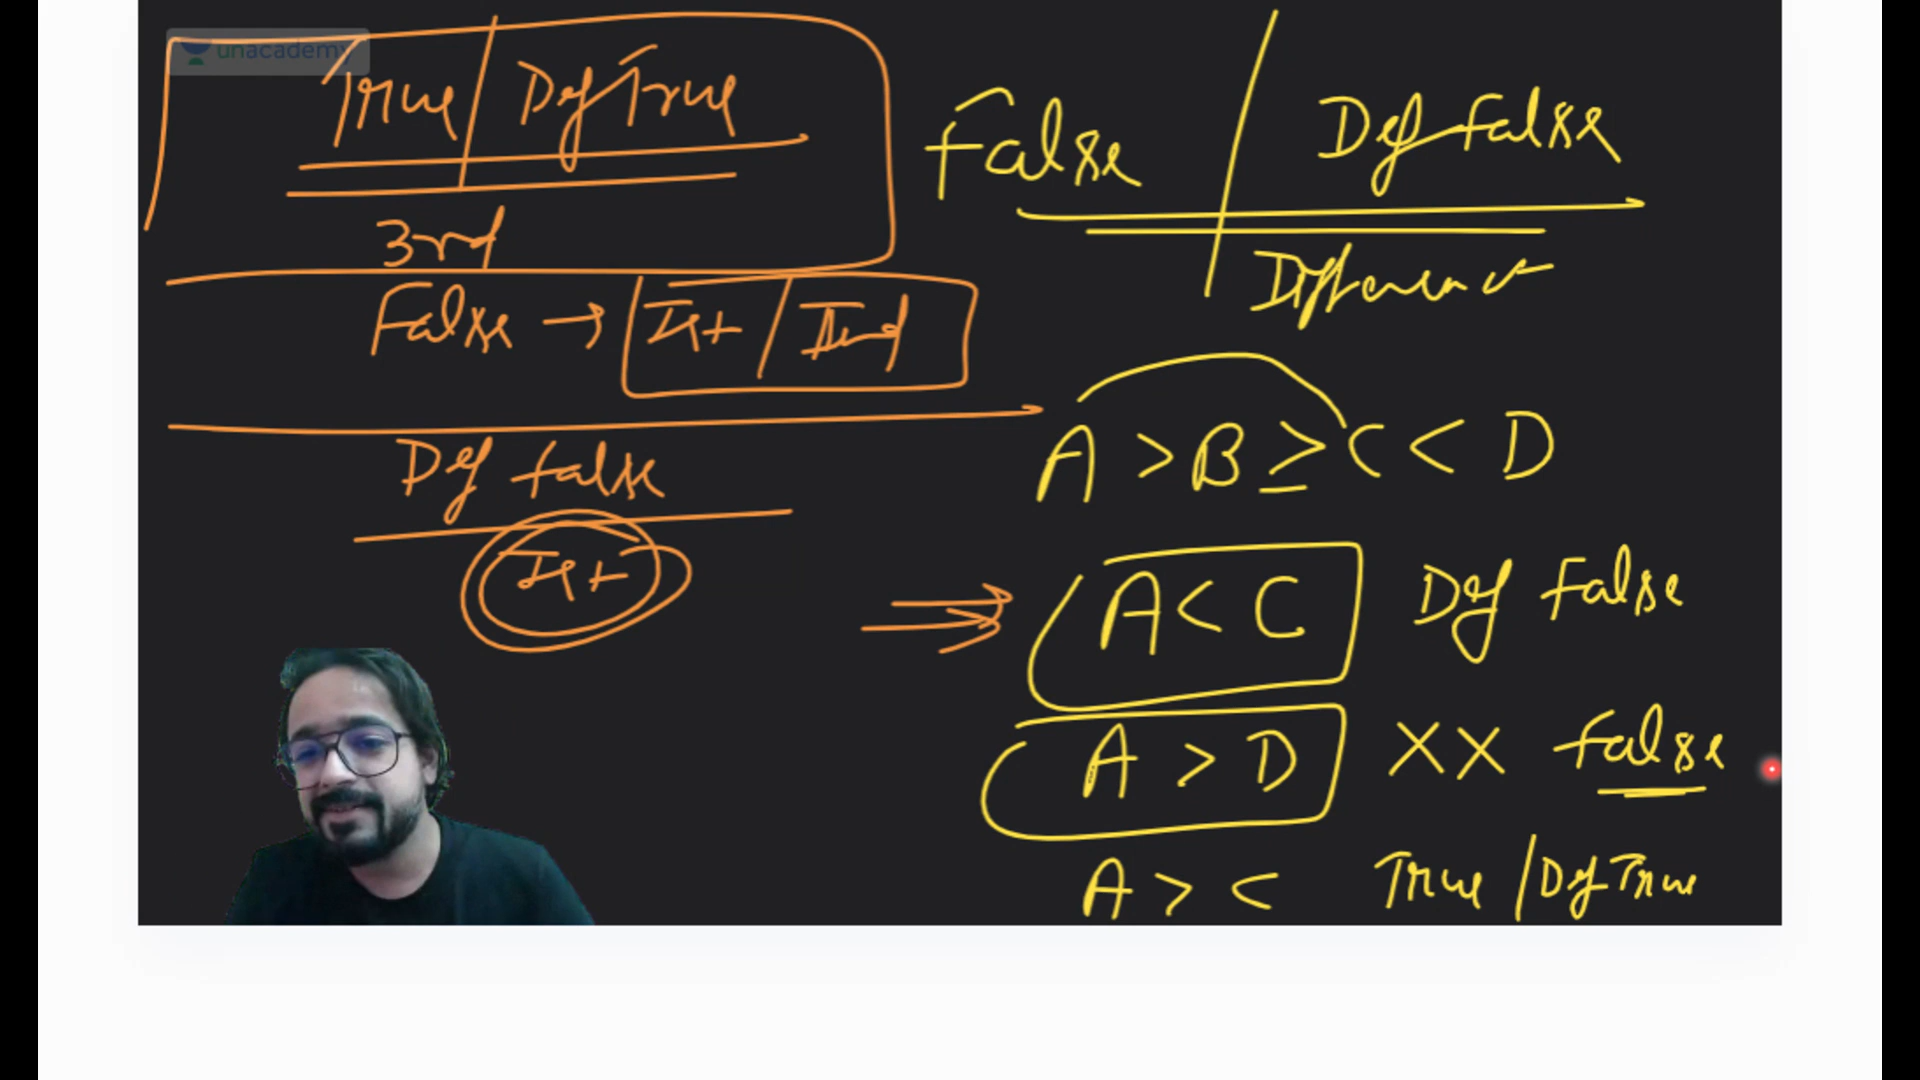 unacademy
True | Def True
3rd
False → Ist / IInd
Def false
Ist
False | Def false
Difference
A > B ≥ C < D
A < C Def False
A > D XX false
A > C True / Def True